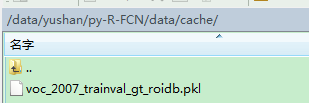 /data/yushan/py-R-FCN/data/cache/
名字
..
voc_2007_trainval_gt_roidb.pkl